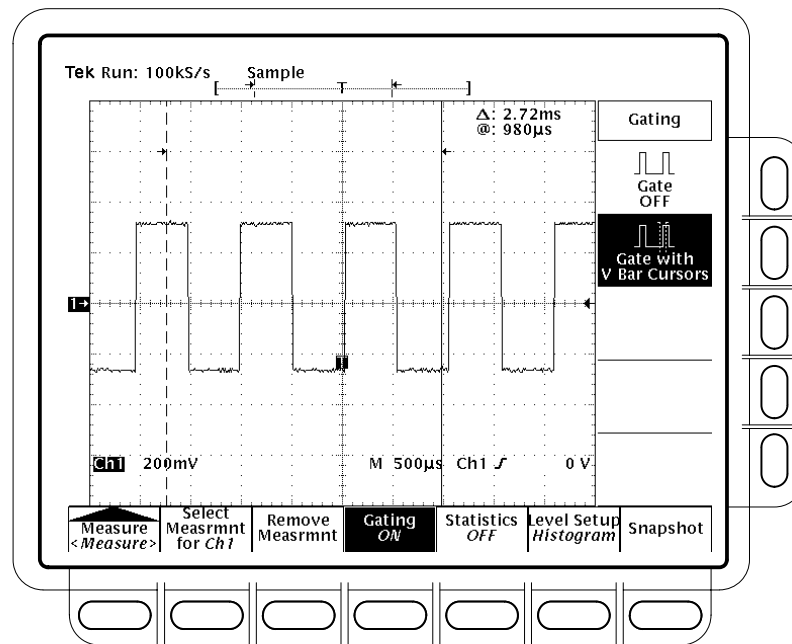 Tek Run: 100kS/s Sample
[ T ]
Δ: 2.72ms
@: 980µs
Gating
Gate
OFF
Gate with
V Bar Cursors
1→
T
Ch1 200mV M 500µs Ch1 0 V
Measure
<Measure>
Select
Measrmnt
for Ch1
Remove
Measrmnt
Gating
ON
Statistics
OFF
Level Setup
Histogram
Snapshot